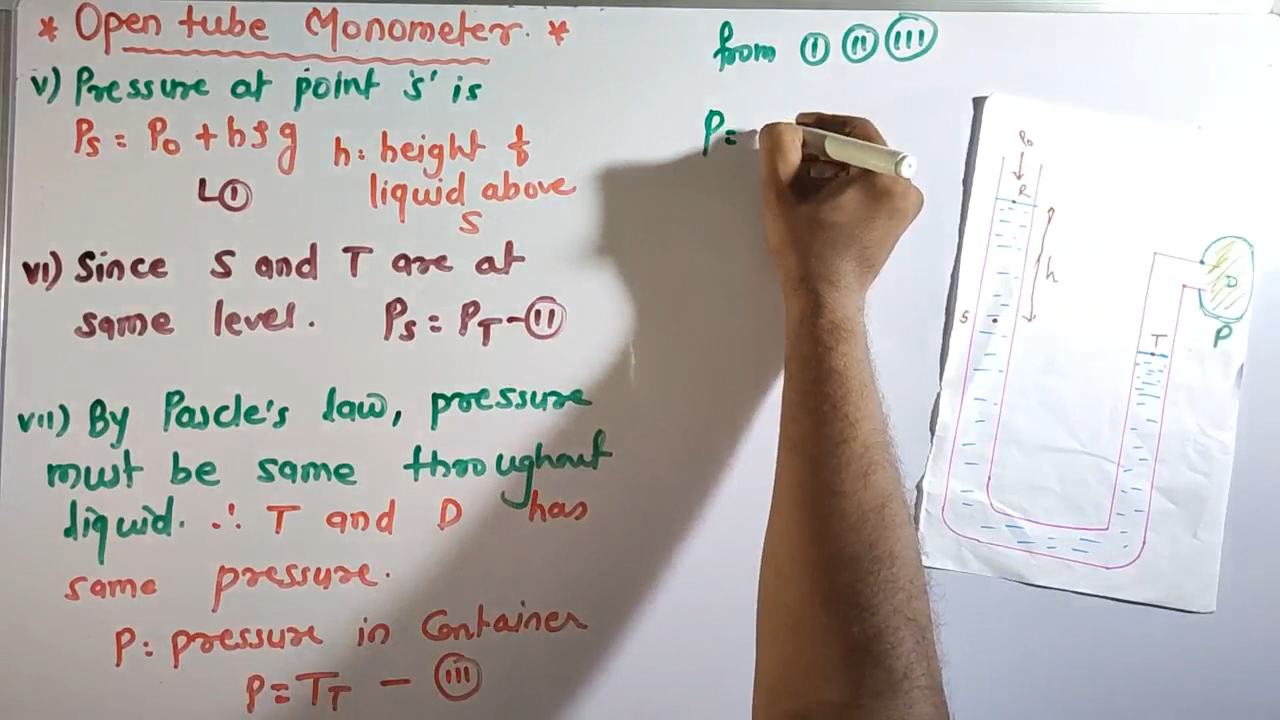 * Open tube Monometer. *
v) Pressure at point 's' is
Ps = Po + hρg
L(I)
h: height of
liquid above
S
vi) Since S and T are at
same level. Ps = PT - (II)
vii) By Pascle's law, pressure
must be same throughout
liquid. ∴ T and D has
same pressure.
P: pressure in Container
P = TT - (III)
from (I) (II) (III)
P=
Po
R
h
S
T
D
P